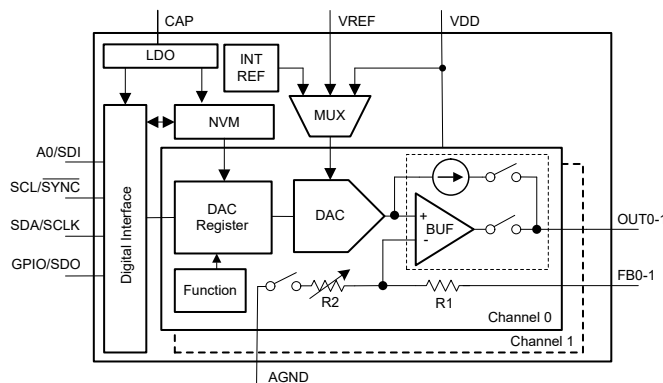 CAP
VREF
VDD
LDO
INT
REF
MUX
NVM
A0/SDI
SCL/SYNC
SDA/SCLK
GPIO/SDO
Digital Interface
DAC
Register
DAC
+
BUF
-
OUT0-1
Function
R2
R1
FB0-1
Channel 0
Channel 1
AGND